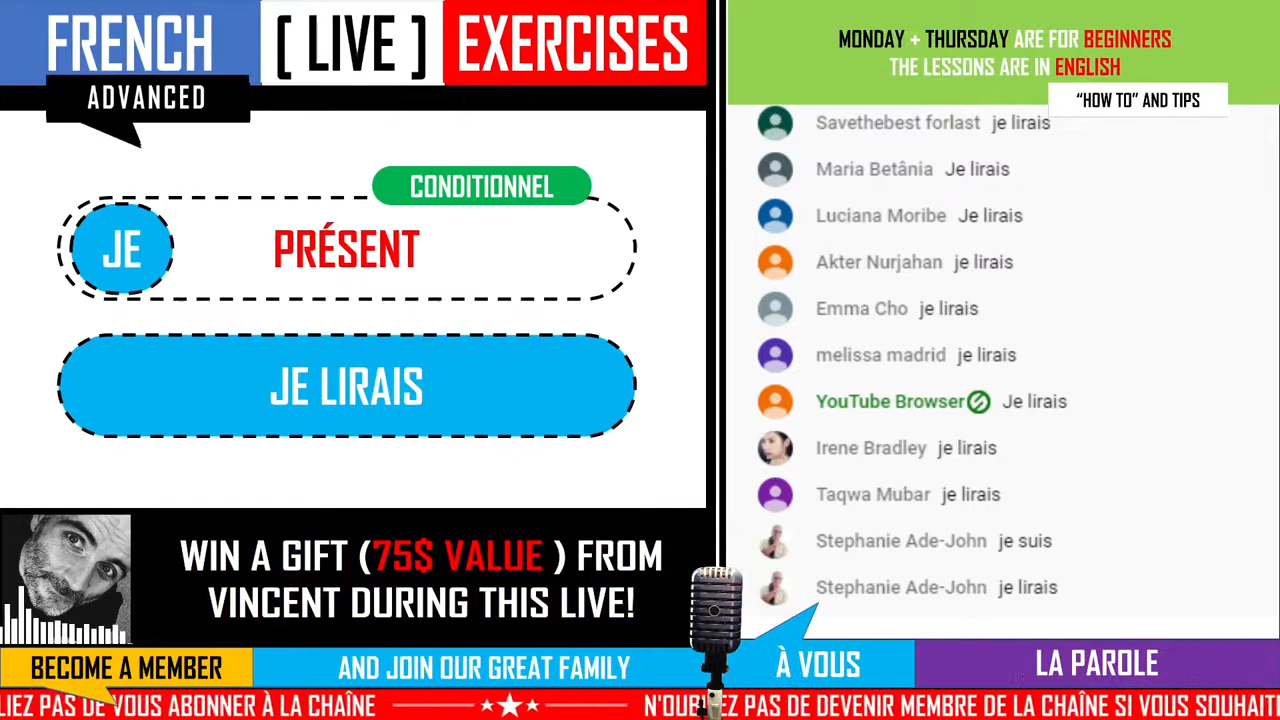 FRENCH [ LIVE ] EXERCISES
ADVANCED
CONDITIONNEL
JE PRÉSENT
JE LIRAIS
WIN A GIFT (75$ VALUE ) FROM
VINCENT DURING THIS LIVE!
MONDAY + THURSDAY ARE FOR BEGINNERS
THE LESSONS ARE IN ENGLISH
“HOW TO” AND TIPS
Savethebest forlast je lirais
Maria Betânia Je lirais
Luciana Moribe Je lirais
Akter Nurjahan je lirais
Emma Cho je lirais
melissa madrid je lirais
YouTube Browser Je lirais
Irene Bradley je lirais
Taqwa Mubar je lirais
Stephanie Ade-John je suis
Stephanie Ade-John je lirais
BECOME A MEMBER AND JOIN OUR GREAT FAMILY À VOUS LA PAROLE
LIEZ PAS DE VOUS ABONNER À LA CHAÎNE N'OUBLIEZ PAS DE DEVENIR MEMBRE DE LA CHAÎNE SI VOUS SOUHAIT